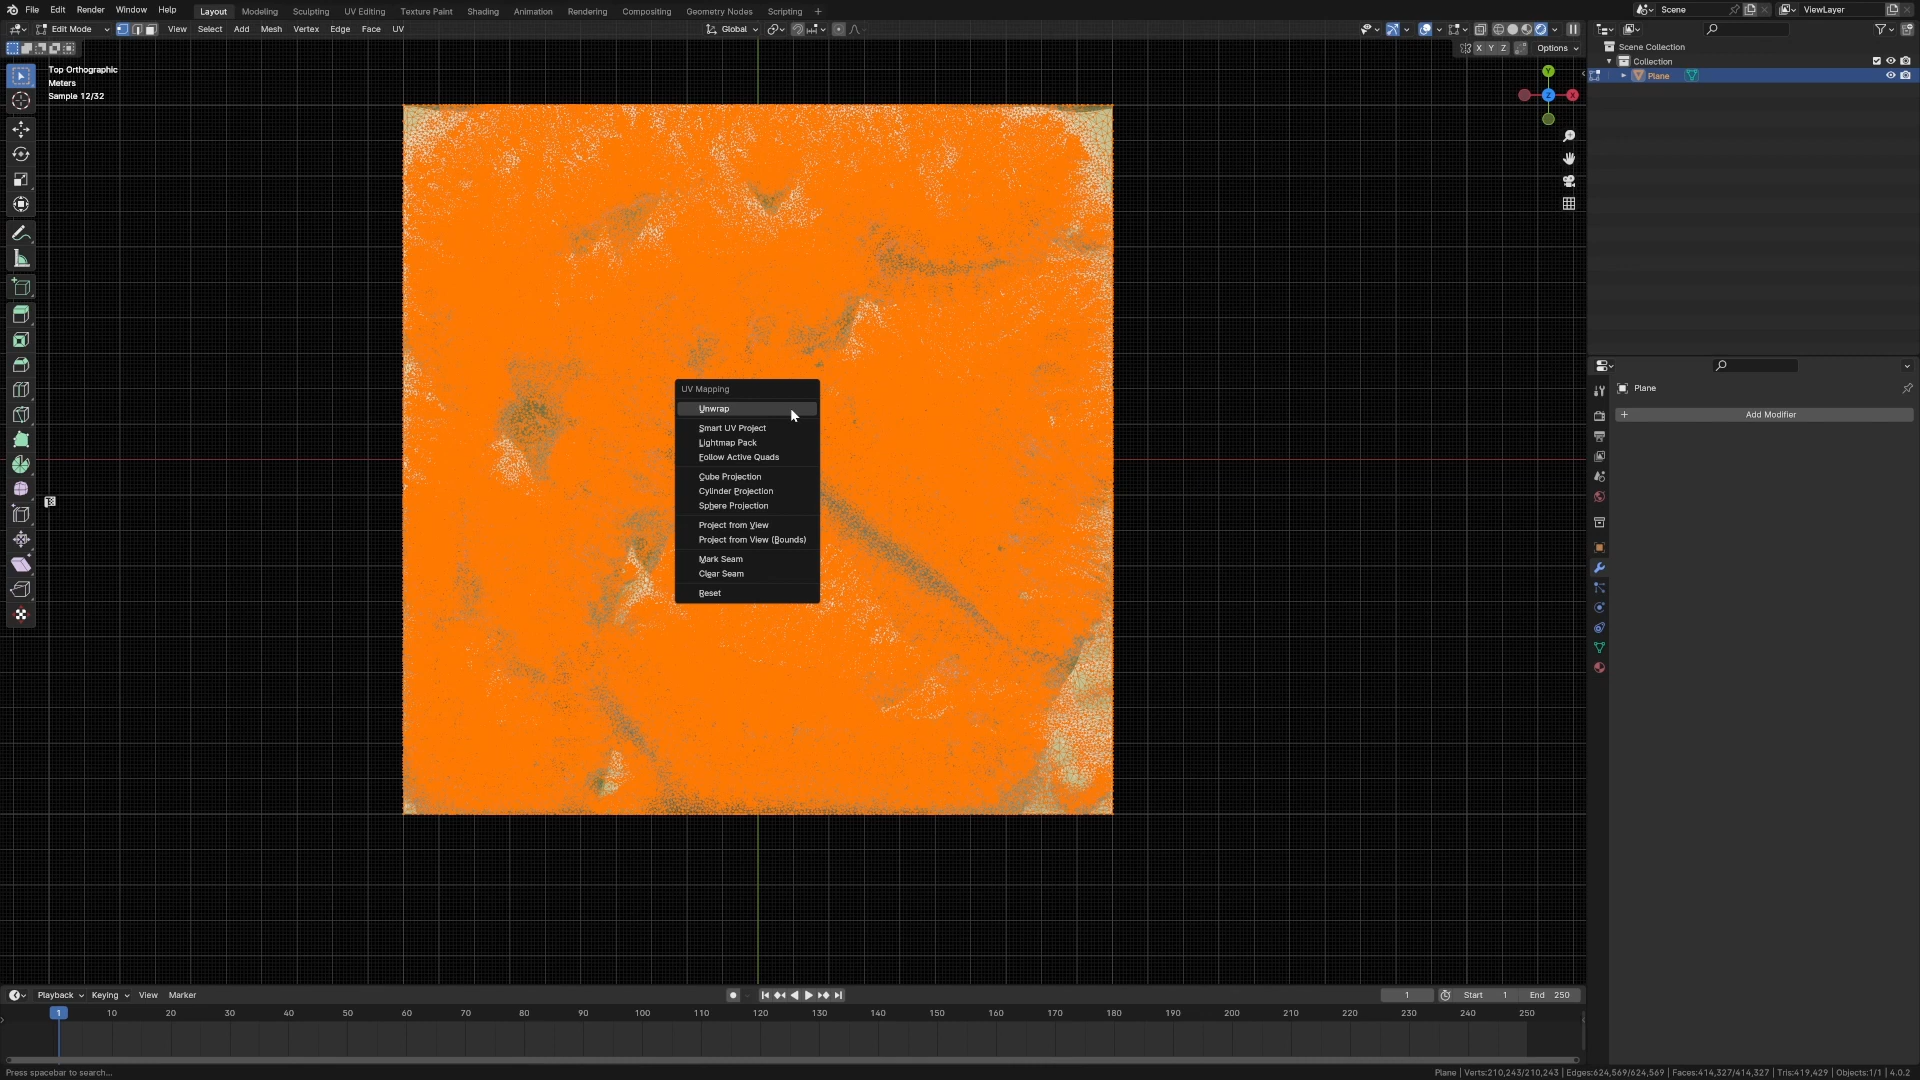 File Edit Render Window Help Layout Modeling Sculpting UV Editing Texture Paint Shading Animation Rendering Compositing Geometry Nodes Scripting + Scene ViewLayer
Edit Mode View Select Add Mesh Vertex Edge Face UV Global
X Y Z Options
Top Orthographic
Meters
Sample 12/32
Y
Z
X
Scene Collection
Collection
Plane
Plane
+ Add Modifier
UV Mapping
Unwrap
Smart UV Project
Lightmap Pack
Follow Active Quads
Cube Projection
Cylinder Projection
Sphere Projection
Project from View
Project from View (Bounds)
Mark Seam
Clear Seam
Reset
Playback Keying View Marker 1 Start 1 End 250
1 10 20 30 40 50 60 70 80 90 100 110 120 130 140 150 160 170 180 190 200 210 220 230 240 250
Press spacebar to search...
Plane | Verts:210,243/210,243 | Edges:624,569/624,569 | Faces:414,327/414,327 | Tris:419,429 | Objects:1/1 | 4.0.2